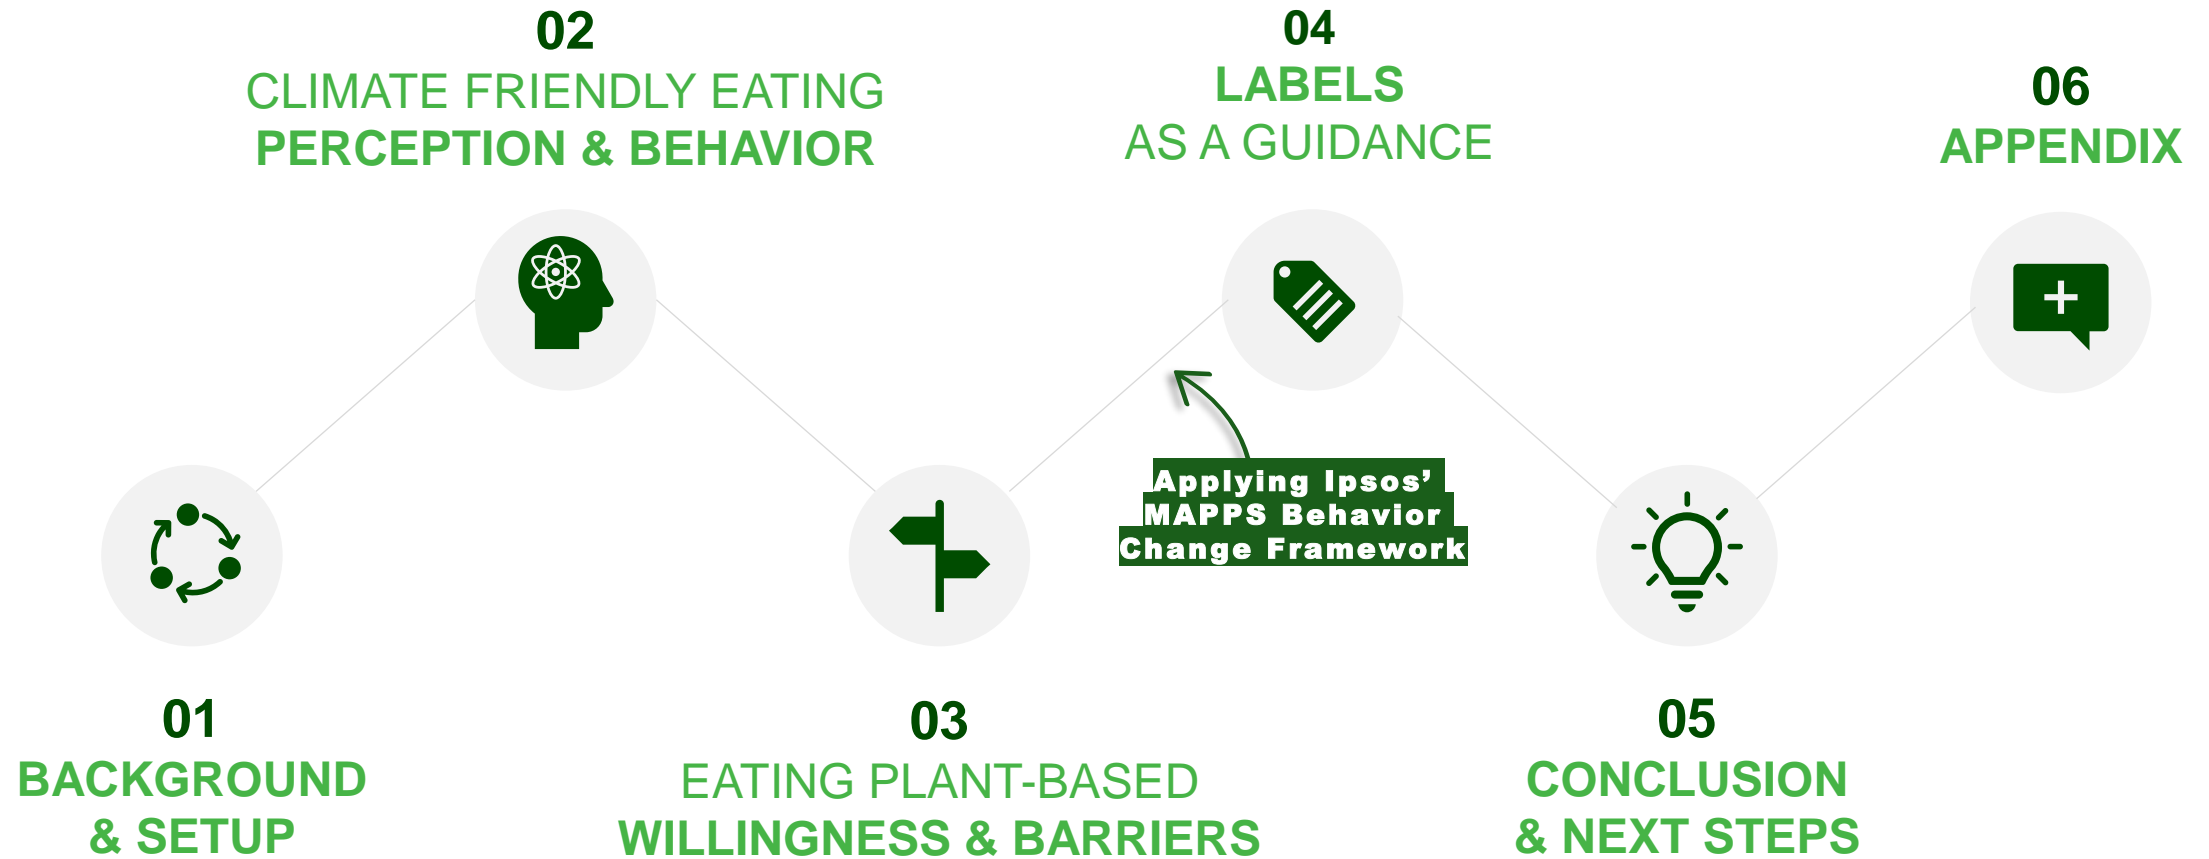 01
BACKGROUND
& SETUP
02
CLIMATE FRIENDLY EATING
PERCEPTION & BEHAVIOR
03
EATING PLANT-BASED
WILLINGNESS & BARRIERS
Applying Ipsos’
MAPPS Behavior
Change Framework
04
LABELS
AS A GUIDANCE
05
CONCLUSION
& NEXT STEPS
06
APPENDIX